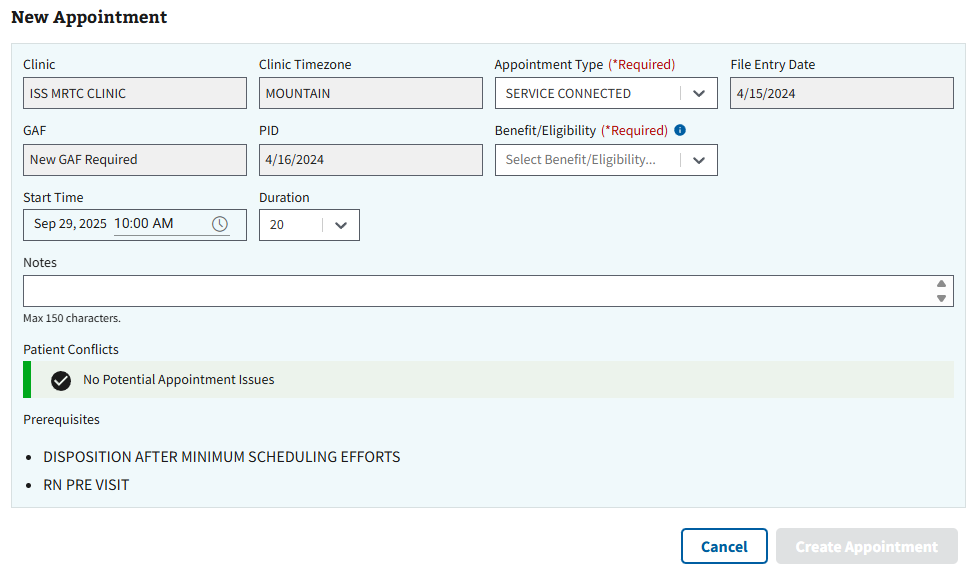 New Appointment
Clinic
Clinic Timezone
Appointment Type (*Required)
File Entry Date
ISS MRTC CLINIC
MOUNTAIN
SERVICE CONNECTED
4/15/2024
GAF
PID
Benefit/Eligibility (*Required)
New GAF Required
4/16/2024
Select Benefit/Eligibility...
Start Time
Duration
Sep 29, 2025 10:00 AM
20
Notes
Max 150 characters.
Patient Conflicts
No Potential Appointment Issues
Prerequisites
• DISPOSITION AFTER MINIMUM SCHEDULING EFFORTS
• RN PRE VISIT
Cancel
Create Appointment